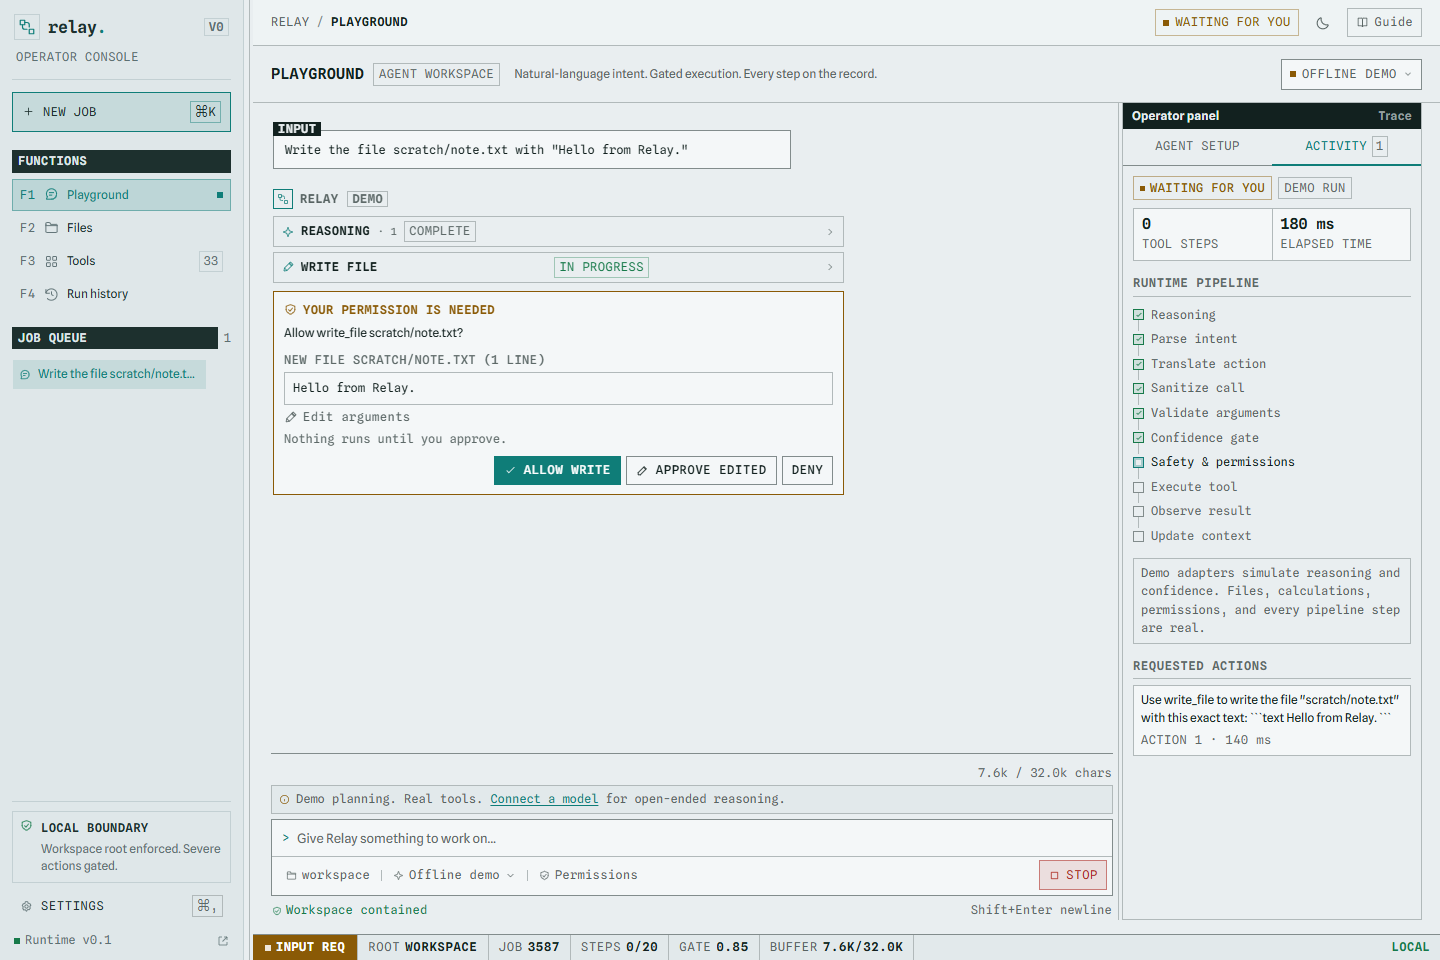 relay.
V0
OPERATOR CONSOLE
+ NEW JOB
⌘K
FUNCTIONS
F1 Playground
F2 Files
F3 Tools 33
F4 Run history
JOB QUEUE 1
Write the file scratch/note.t...
LOCAL BOUNDARY
Workspace root enforced. Severe
actions gated.
SETTINGS ⌘,
Runtime v0.1
RELAY / PLAYGROUND
WAITING FOR YOU
Guide
PLAYGROUND AGENT WORKSPACE Natural-language intent. Gated execution. Every step on the record.
OFFLINE DEMO
INPUT
Write the file scratch/note.txt with "Hello from Relay."
RELAY DEMO
REASONING · 1 COMPLETE
WRITE FILE IN PROGRESS
YOUR PERMISSION IS NEEDED
Allow write_file scratch/note.txt?
NEW FILE SCRATCH/NOTE.TXT (1 LINE)
Hello from Relay.
Edit arguments
Nothing runs until you approve.
ALLOW WRITE APPROVE EDITED DENY
7.6k / 32.0k chars
Demo planning. Real tools. Connect a model for open-ended reasoning.
> Give Relay something to work on...
workspace | Offline demo | Permissions
STOP
Workspace contained
Shift+Enter newline
Operator panel Trace
AGENT SETUP ACTIVITY 1
WAITING FOR YOU DEMO RUN
0 180 ms
TOOL STEPS ELAPSED TIME
RUNTIME PIPELINE
Reasoning
Parse intent
Translate action
Sanitize call
Validate arguments
Confidence gate
Safety & permissions
Execute tool
Observe result
Update context
Demo adapters simulate reasoning and
confidence. Files, calculations,
permissions, and every pipeline step
are real.
REQUESTED ACTIONS
Use write_file to write the file "scratch/note.txt"
with this exact text: ```text Hello from Relay. ```
ACTION 1 · 140 ms
INPUT REQ ROOT WORKSPACE JOB 3587 STEPS 0/20 GATE 0.85 BUFFER 7.6K/32.0K LOCAL